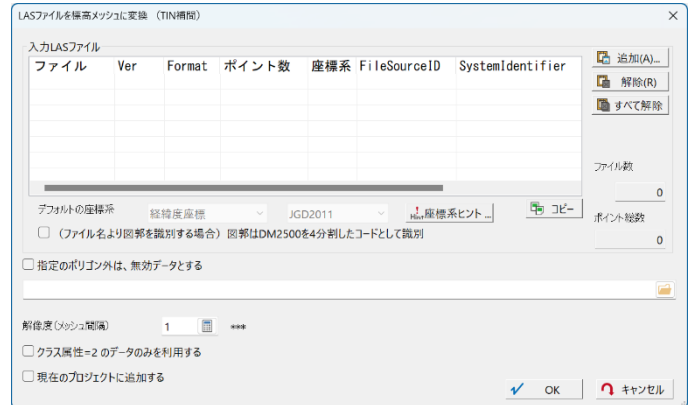 LASファイルを標高メッシュに変換 （TIN補間）
入力LASファイル
ファイル Ver Format ポイント数 座標系 FileSourceID SystemIdentifier
追加(A)...
解除(R)
すべて解除
ファイル数
0
デフォルトの座標系 経緯度座標 JGD2011 Hint 座標系ヒント ... コピー
ポイント総数
0
（ファイル名より図郭を識別する場合）図郭はDM2500を4分割したコードとして識別
指定のポリゴン外は、無効データとする
解像度(メッシュ間隔) 1 ***
クラス属性=2 のデータのみを利用する
現在のプロジェクトに追加する
OK キャンセル